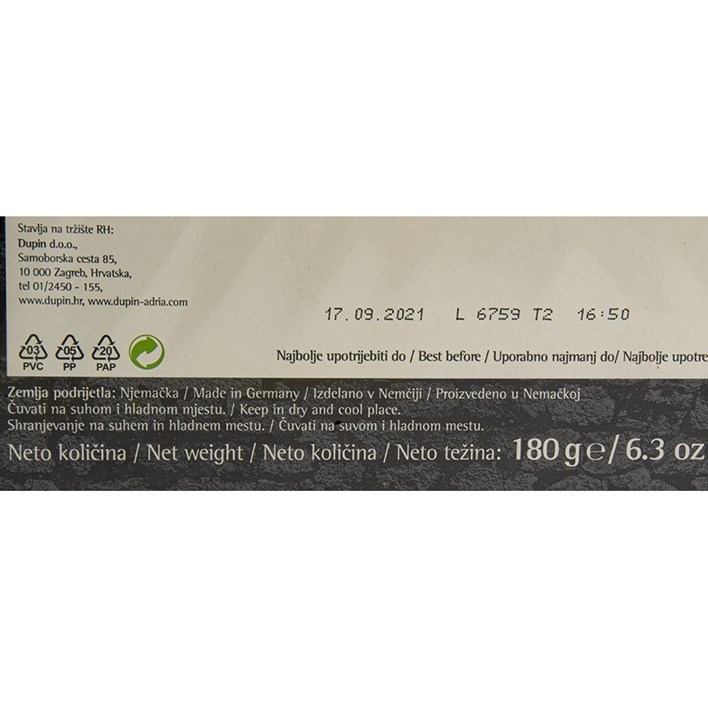 Stavlja na tržište RH:
Dupin d.o.o.,
Samoborska cesta 85,
10 000 Zagreb, Hrvatska,
tel 01/2450 - 155,
www.dupin.hr, www.dupin-adria.com
17.09.2021 L 6759 T2 16:50
03 05 20
PVC PP PAP
Najbolje upotrijebiti do / Best before / Uporabno najmanj do/ Najbolje upotre
Zemlja podrijetla: Njemačka / Made in Germany / Izdelano v Nemčiji / Proizvedeno u Nemačkoj
Čuvati na suhom i hladnom mjestu. / Keep in dry and cool place.
Shranjevanje na suhem in hladnem mestu. / Čuvati na suvom i hladnom mestu.
Neto količina / Net weight / Neto količina / Neto težina: 180 g ℮ / 6.3 oz